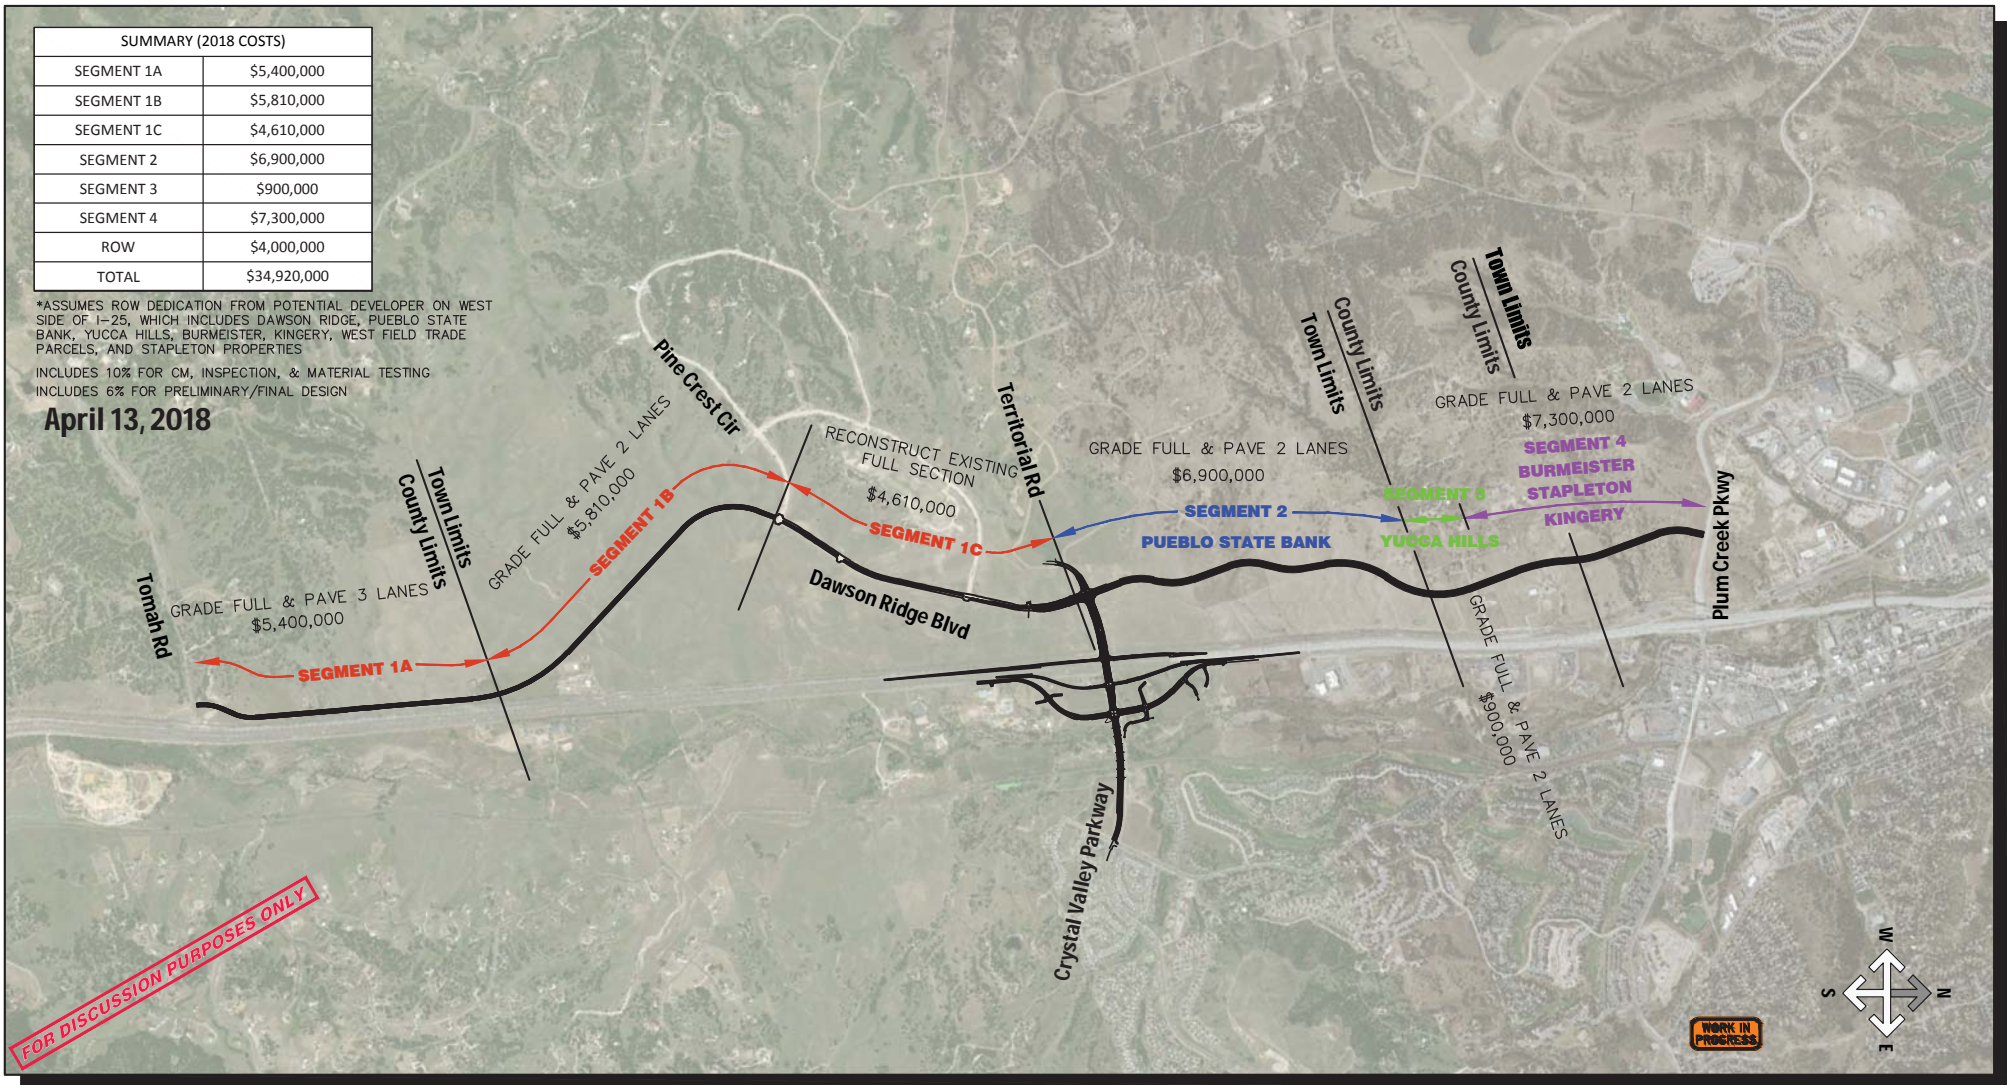 SUMMARY (2018 COSTS)
SEGMENT 1A $5,400,000
SEGMENT 1B $5,810,000
SEGMENT 1C $4,610,000
SEGMENT 2 $6,900,000
SEGMENT 3 $900,000
SEGMENT 4 $7,300,000
ROW $4,000,000
TOTAL $34,920,000
*ASSUMES ROW DEDICATION FROM POTENTIAL DEVELOPER ON WEST
SIDE OF I-25, WHICH INCLUDES DAWSON RIDGE, PUEBLO STATE
BANK, YUCCA HILLS, BURMEISTER, KINGERY, WEST FIELD TRADE
PARCELS, AND STAPLETON PROPERTIES
INCLUDES 10% FOR CM, INSPECTION, & MATERIAL TESTING
INCLUDES 6% FOR PRELIMINARY/FINAL DESIGN
April 13, 2018
Tomah Rd
GRADE FULL & PAVE 3 LANES
$5,400,000
SEGMENT 1A
Town Limits
County Limits
GRADE FULL & PAVE 2 LANES
$5,810,000
SEGMENT 1B
Pine Crest Cir
RECONSTRUCT EXISTING
FULL SECTION
$4,610,000
SEGMENT 1C
Dawson Ridge Blvd
Territorial Rd
GRADE FULL & PAVE 2 LANES
$6,900,000
SEGMENT 2
PUEBLO STATE BANK
County Limits
Town Limits
SEGMENT 3
YUCCA HILLS
GRADE FULL & PAVE 2 LANES
$900,000
Town Limits
County Limits
GRADE FULL & PAVE 2 LANES
$7,300,000
SEGMENT 4
BURMEISTER
STAPLETON
KINGERY
Plum Creek Pkwy
Crystal Valley Parkway
FOR DISCUSSION PURPOSES ONLY
WORK IN
PROGRESS
W
S
N
E